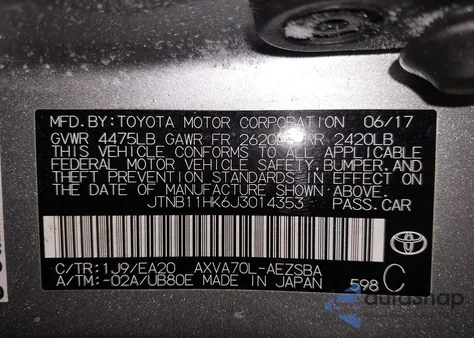 MFD. BY: TOYOTA MOTOR CORPORATION 06/17
GVWR 4475LB GAWR FR 2620LB RR 2420LB
THIS VEHICLE CONFORMS TO ALL APPLICABLE
FEDERAL MOTOR VEHICLE SAFETY, BUMPER, AND
THEFT PREVENTION STANDARDS IN EFFECT ON THE
DATE OF MANUFACTURE SHOWN ABOVE.
JTNB11HK6J3014353 PASS.CAR
TOYOTA
C/TR:1J9/EA20 AXVA70L-AEZSBA
A/TM:-02A/UB80E MADE IN JAPAN 598 C
autosnap